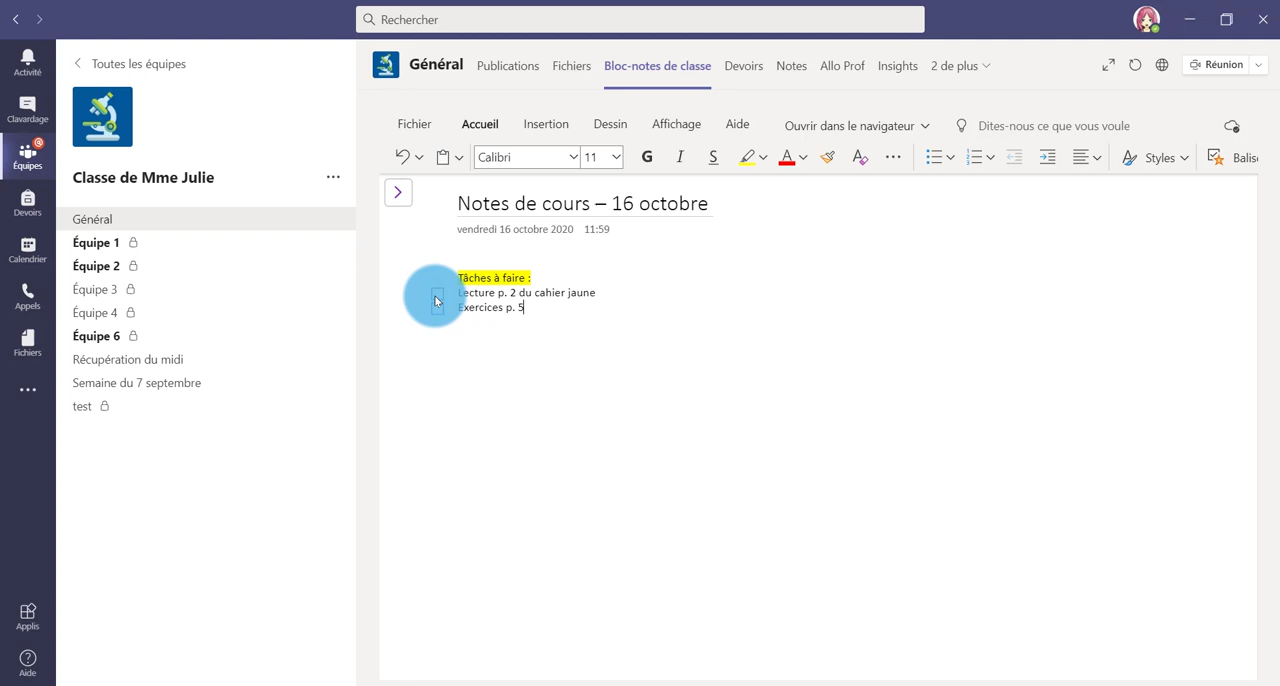 Rechercher
Activité
Clavardage
Équipes
Devoirs
Calendrier
Appels
Fichiers
Applis
Aide
Toutes les équipes
Classe de Mme Julie
Général
Équipe 1
Équipe 2
Équipe 3
Équipe 4
Équipe 6
Récupération du midi
Semaine du 7 septembre
test
Général Publications Fichiers Bloc-notes de classe Devoirs Notes Allo Prof Insights 2 de plus
Réunion
Fichier Accueil Insertion Dessin Affichage Aide Ouvrir dans le navigateur Dites-nous ce que vous voule
Calibri 11 G I S A A Styles Balise
Notes de cours – 16 octobre
vendredi 16 octobre 2020 11:59
Tâches à faire :
Lecture p. 2 du cahier jaune
Exercices p. 5